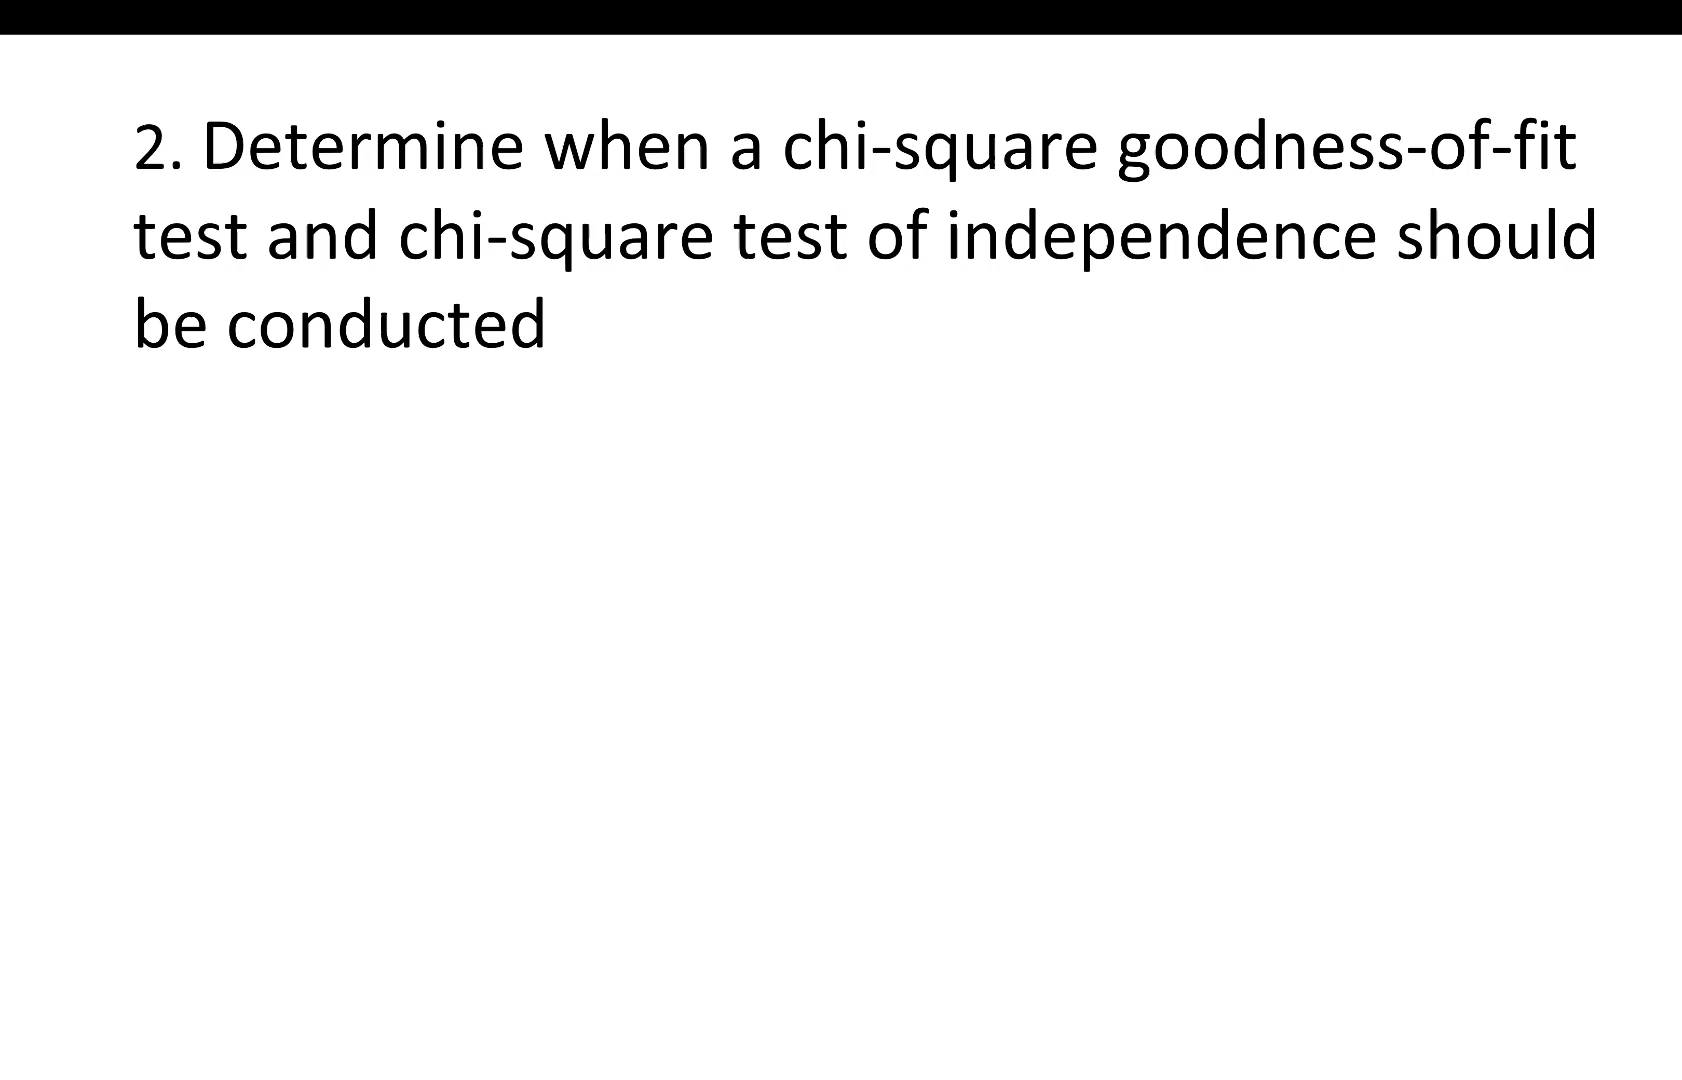 2. Determine when a chi-square goodness-of-fit
test and chi-square test of independence should
be conducted